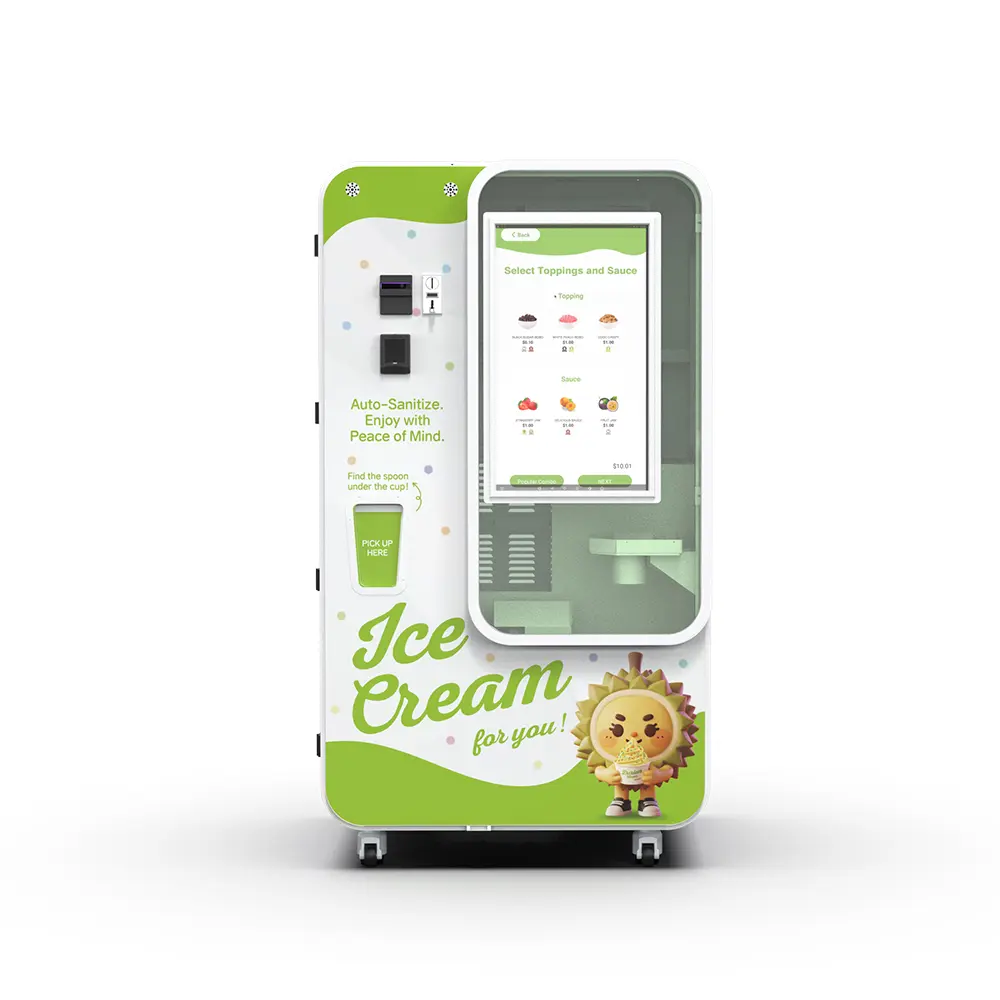 Auto-Sanitize.
Enjoy with
Peace of Mind.
Find the spoon
under the cup!
PICK UP
HERE
Ice
Cream
for you!
Back
Select Toppings and Sauce
Topping
$1.00
$1.00
Sauce
$1.00
$1.00
$1.00
$10.01
Popular Combo
NEXT